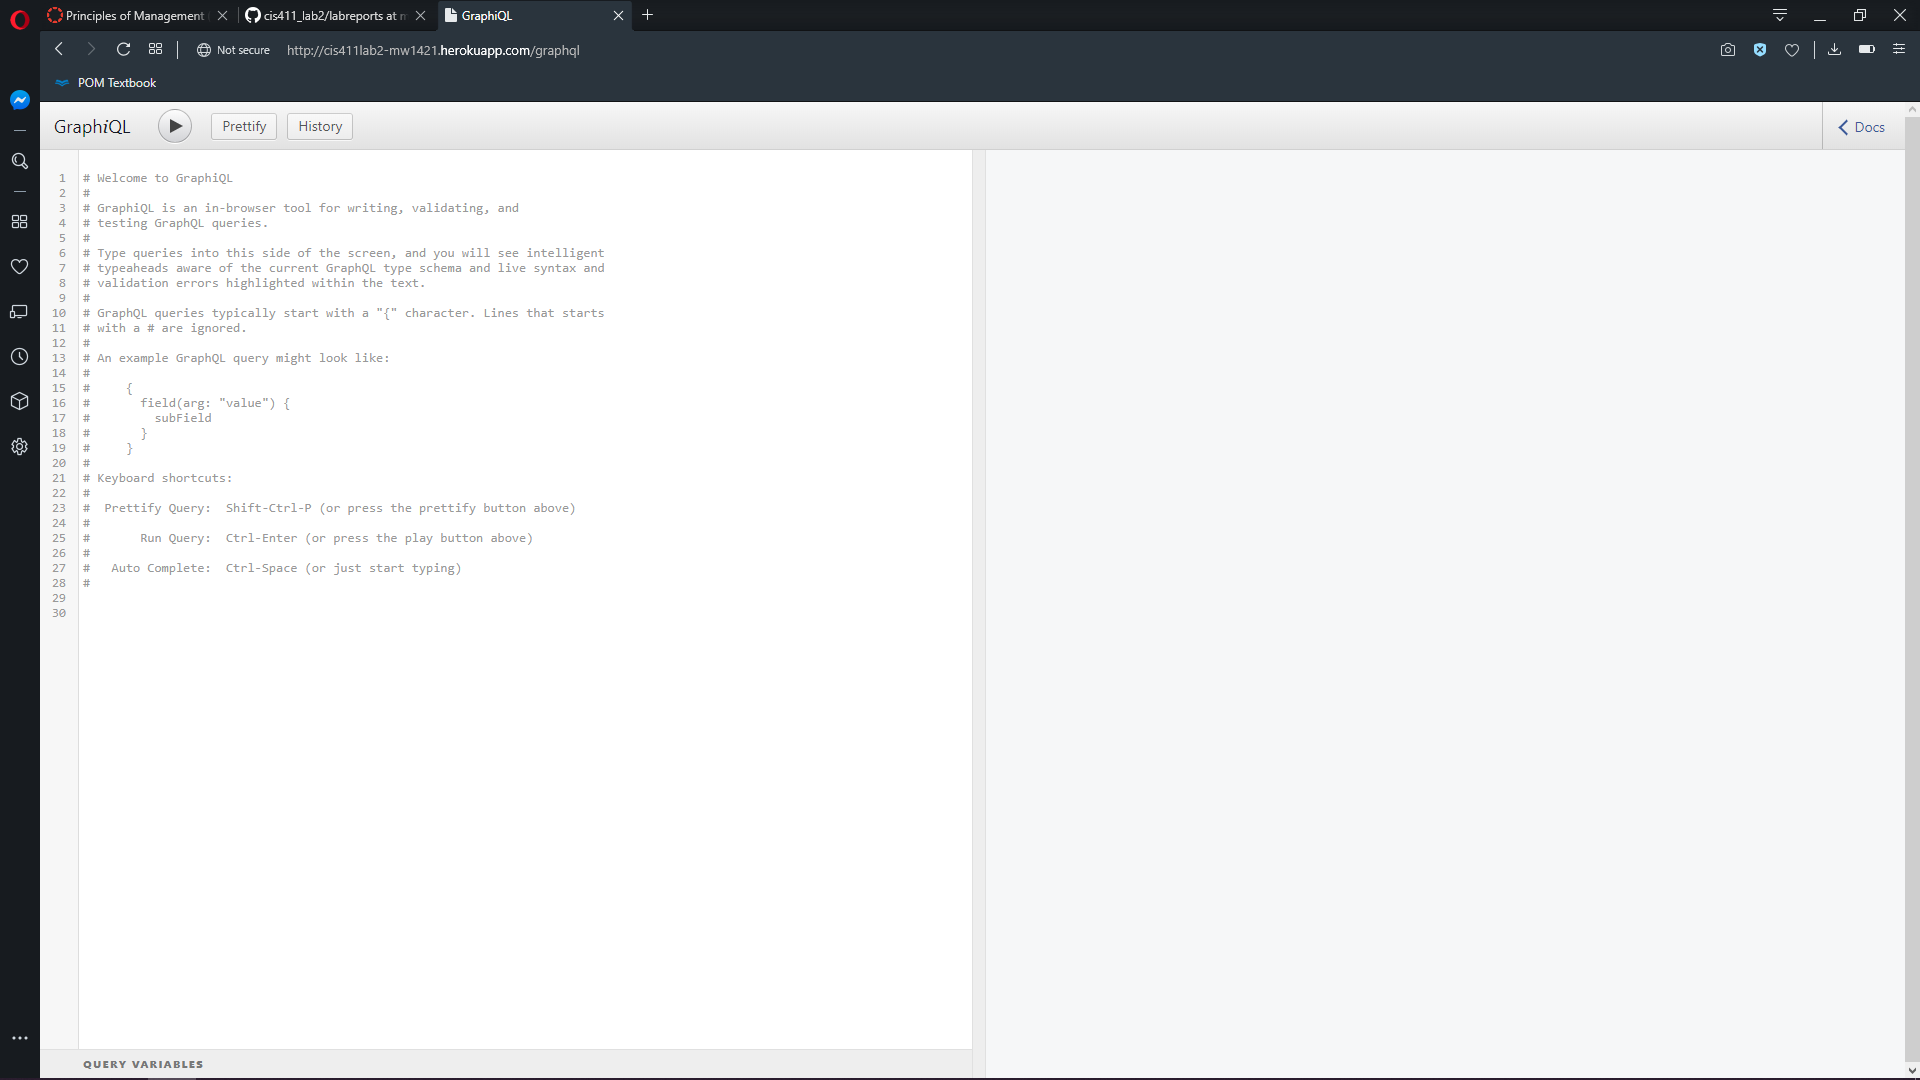 Principles of Management
cis411_lab2/labreports at
GraphiQL
Not secure
http://cis411lab2-mw1421.herokuapp.com/graphql
POM Textbook
GraphiQL
Prettify
History
Docs
1 # Welcome to GraphiQL
2 #
3 # GraphiQL is an in-browser tool for writing, validating, and
4 # testing GraphQL queries.
5 #
6 # Type queries into this side of the screen, and you will see intelligent
7 # typeaheads aware of the current GraphQL type schema and live syntax and
8 # validation errors highlighted within the text.
9 #
10 # GraphQL queries typically start with a "{" character. Lines that starts
11 # with a # are ignored.
12 #
13 # An example GraphQL query might look like:
14 #
15 #     {
16 #       field(arg: "value") {
17 #         subField
18 #       }
19 #     }
20 #
21 # Keyboard shortcuts:
22 #
23 #  Prettify Query:  Shift-Ctrl-P (or press the prettify button above)
24 #
25 #       Run Query:  Ctrl-Enter (or press the play button above)
26 #
27 #   Auto Complete:  Ctrl-Space (or just start typing)
28 #
29
30
QUERY VARIABLES